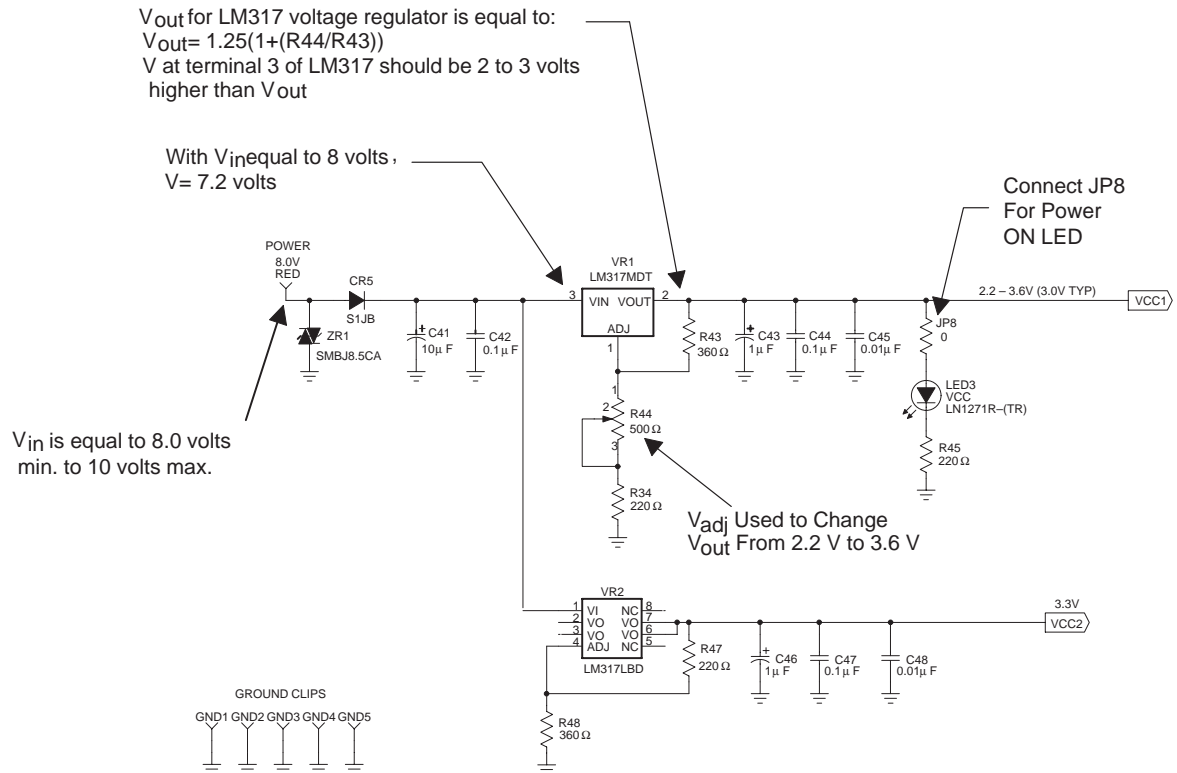 Vout for LM317 voltage regulator is equal to:
Vout= 1.25(1+(R44/R43))
V at terminal 3 of LM317 should be 2 to 3 volts
higher than Vout
With Vin equal to 8 volts,
V= 7.2 volts
Connect JP8
For Power
ON LED
POWER
8.0V
RED
CR5
S1JB
ZR1
SMBJ8.5CA
+
C41
10µ F
C42
0.1µ F
VR1
LM317MDT
3
VIN VOUT
2
ADJ
1
R43
360Ω
+
C43
1µ F
C44
0.1µ F
C45
0.01µ F
2.2 – 3.6V (3.0V TYP)
VCC1
JP8
0
LED3
VCC
LN1271R–(TR)
R45
220Ω
1
2
R44
500Ω
3
R34
220Ω
Vin is equal to 8.0 volts
min. to 10 volts max.
Vadj Used to Change
Vout From 2.2 V to 3.6 V
VR2
1 VI NC 8
2 VO VO 7
3 VO VO 6
4 ADJ NC 5
LM317LBD
R47
220Ω
+
C46
1µ F
C47
0.1µ F
C48
0.01µ F
3.3V
VCC2
R48
360Ω
GROUND CLIPS
GND1 GND2 GND3 GND4 GND5